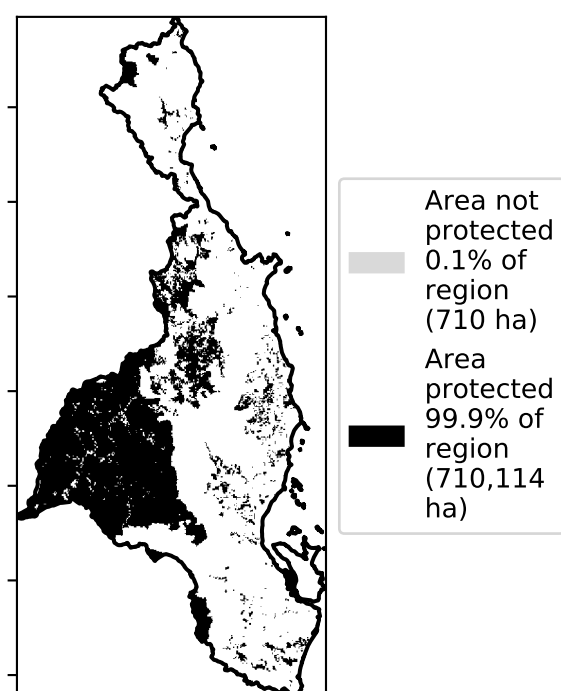 Area not
protected
0.1% of
region
(710 ha)
Area
protected
99.9% of
region
(710,114
ha)